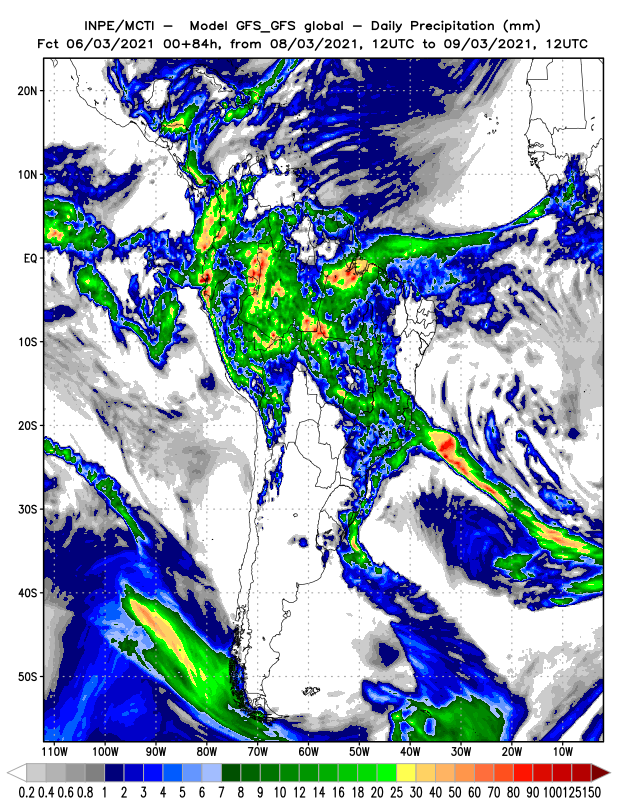 INPE/MCTI – Model GFS_GFS global – Daily Precipitation (mm)
Fct 06/03/2021 00+84h, from 08/03/2021, 12UTC to 09/03/2021, 12UTC
20N
10N
EQ
10S
20S
30S
40S
50S
110W 100W 90W 80W 70W 60W 50W 40W 30W 20W 10W
0.2 0.4 0.6 0.8 1 2 3 4 5 6 7 8 9 10 12 14 16 18 20 25 30 40 50 60 70 80 90 100 125 150